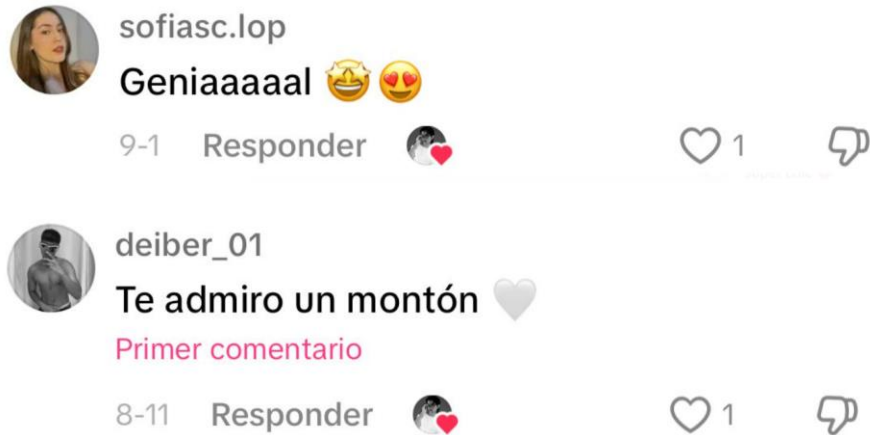 sofiasc.lop
Geniaaaaal 🤩😍
9-1 Responder 1
deiber_01
Te admiro un montón 🤍
Primer comentario
8-11 Responder 1